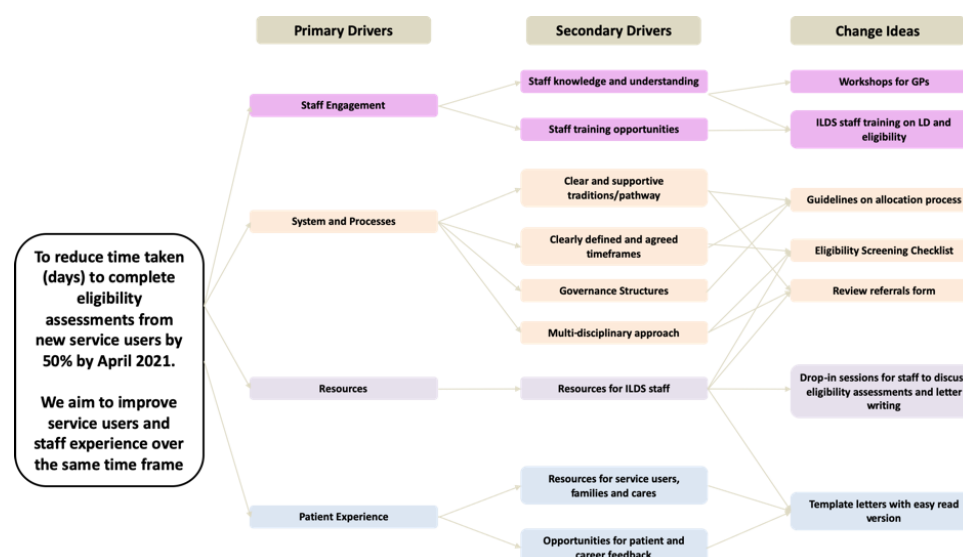 Primary Drivers
Secondary Drivers
Change Ideas
Staff Engagement
Staff knowledge and understanding
Staff training opportunities
Workshops for GPs
ILDS staff training on LD and
eligibility
System and Processes
Clear and supportive
traditions/pathway
Clearly defined and agreed
timeframes
Governance Structures
Multi-disciplinary approach
Guidelines on allocation process
Eligibility Screening Checklist
Review referrals form
To reduce time taken
(days) to complete
eligibility
assessments from
new service users by
50% by April 2021.
We aim to improve
service users and
staff experience over
the same time frame
Resources
Resources for ILDS staff
Drop-in sessions for staff to discus
eligibility assessments and letter
writing
Patient Experience
Resources for service users,
families and cares
Opportunities for patient and
career feedback
Template letters with easy read
version